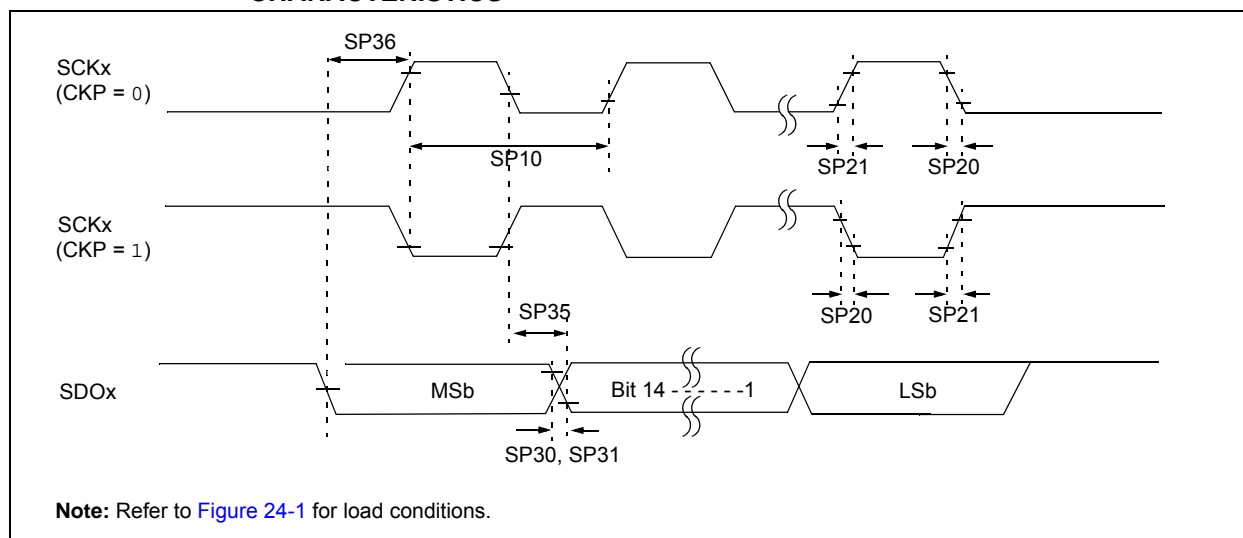 CHARACTERISTICS
SP36
SCKx
(CKP = 0)
SP10
SP21
SP20
SCKx
(CKP = 1)
SP35
SP20
SP21
SDOx
MSb
Bit 14 - - - - - -1
LSb
SP30, SP31
Note: Refer to Figure 24-1 for load conditions.